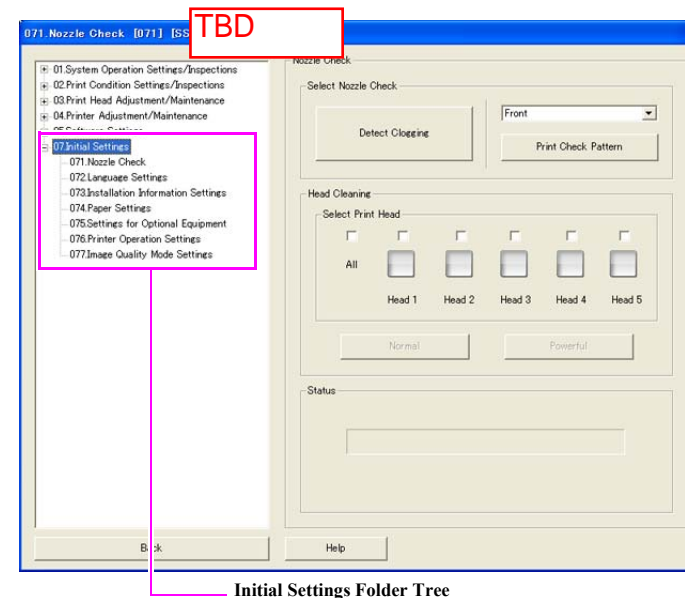 071.Nozzle Check [071] [SS
TBD
01.System Operation Settings/Inspections
02.Print Condition Settings/Inspections
03.Print Head Adjustment/Maintenance
04.Printer Adjustment/Maintenance
05.Software Settings
07.Initial Settings
071.Nozzle Check
072.Language Settings
073.Installation Information Settings
074.Paper Settings
075.Settings for Optional Equipment
076.Printer Operation Settings
077.Image Quality Mode Settings
Nozzle Check
Select Nozzle Check
Detect Clogging
Front
Print Check Pattern
Head Cleaning
Select Print Head
All
Head 1 Head 2 Head 3 Head 4 Head 5
Normal Powerful
Status
Back Help
Initial Settings Folder Tree